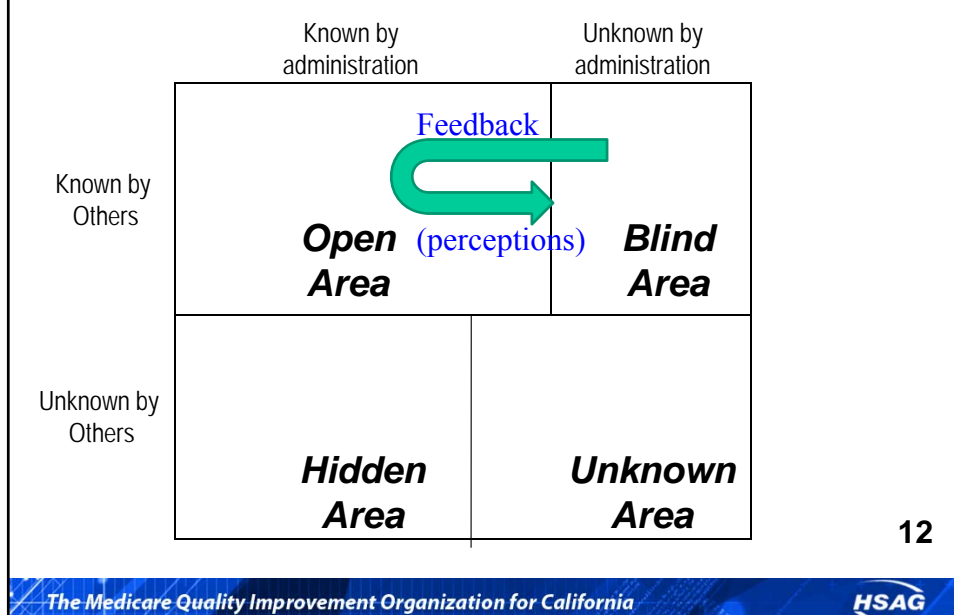 Known by
administration
Unknown by
administration
Feedback
Known by
Others
Open
Area
(perceptions)
Blind
Area
Unknown by
Others
Hidden
Area
Unknown
Area
12
The Medicare Quality Improvement Organization for California
HSAG